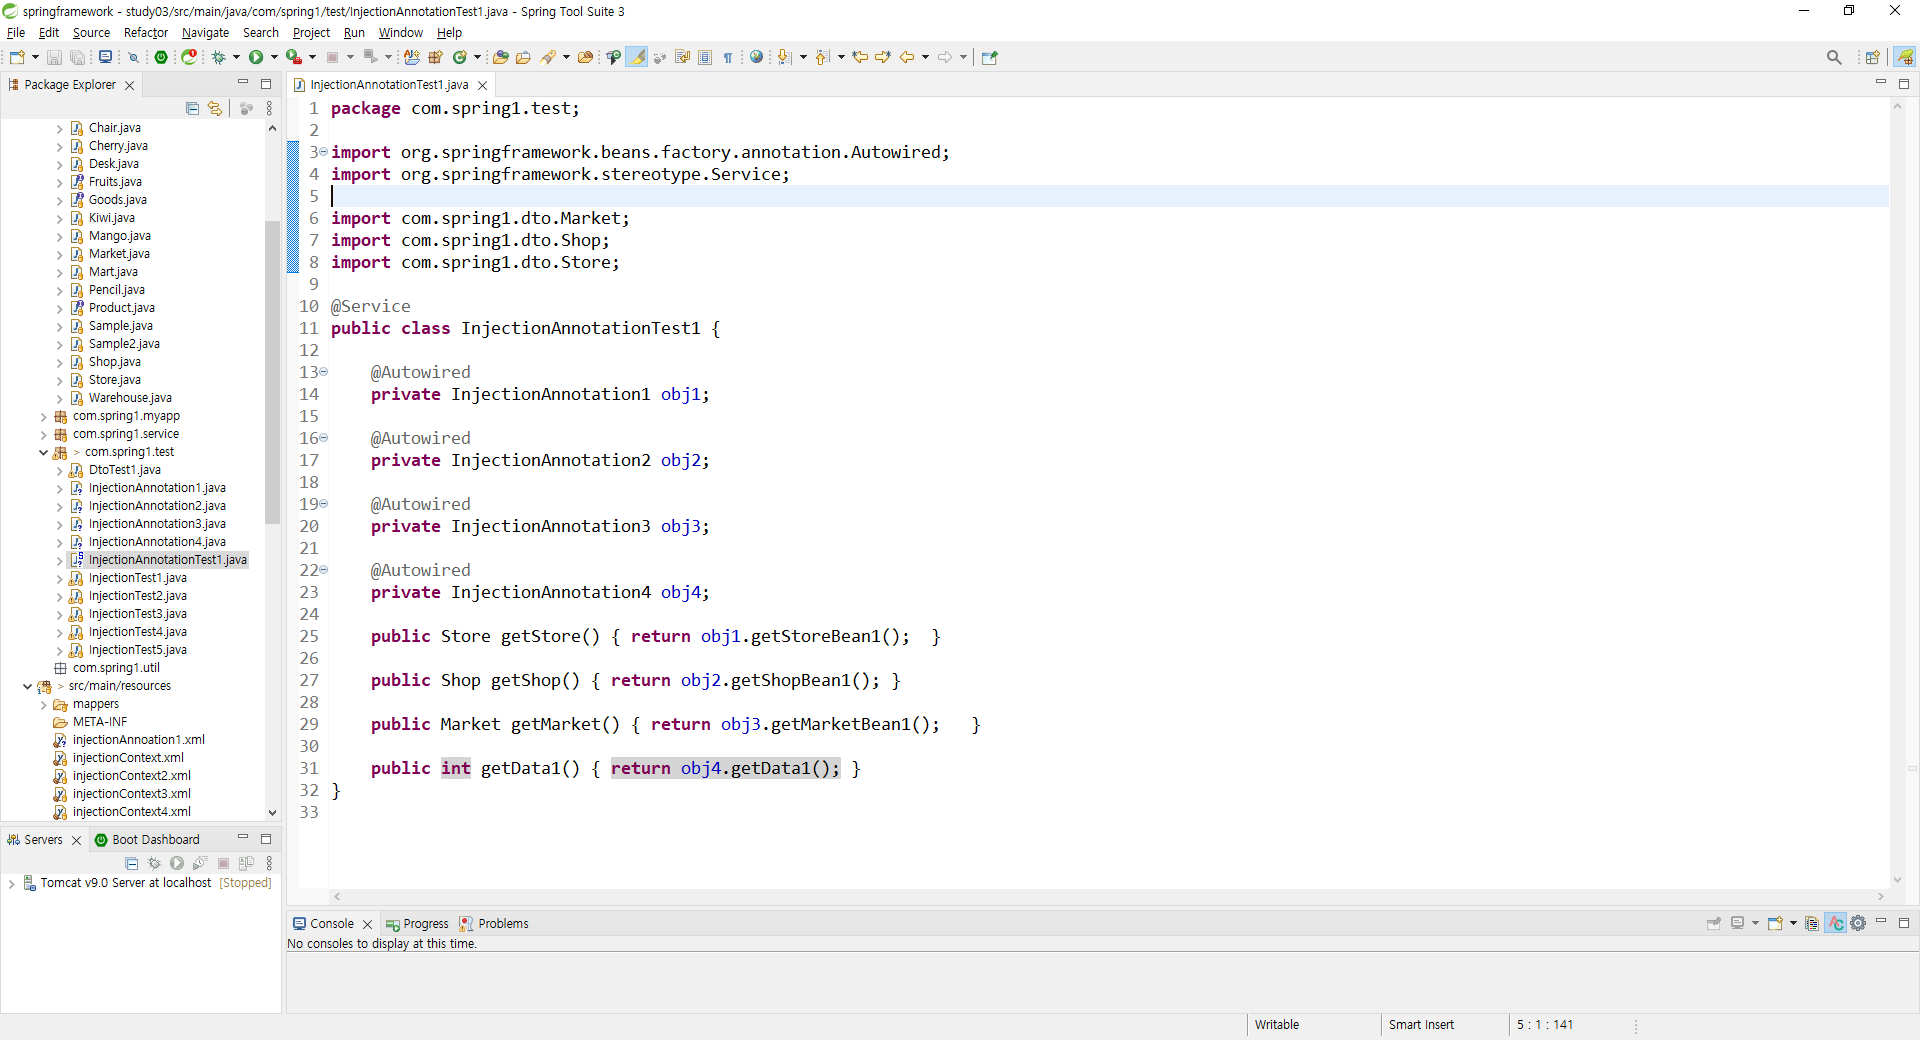 springframework - study03/src/main/java/com/spring1/test/InjectionAnnotationTest1.java - Spring Tool Suite 3
File Edit Source Refactor Navigate Search Project Run Window Help
Package Explorer
Chair.java
Cherry.java
Desk.java
Fruits.java
Goods.java
Kiwi.java
Mango.java
Market.java
Mart.java
Pencil.java
Product.java
Sample.java
Sample2.java
Shop.java
Store.java
Warehouse.java
com.spring1.myapp
com.spring1.service
> com.spring1.test
DtoTest1.java
InjectionAnnotation1.java
InjectionAnnotation2.java
InjectionAnnotation3.java
InjectionAnnotation4.java
InjectionAnnotationTest1.java
InjectionTest1.java
InjectionTest2.java
InjectionTest3.java
InjectionTest4.java
InjectionTest5.java
com.spring1.util
> src/main/resources
mappers
META-INF
injectionAnnoation1.xml
injectionContext.xml
injectionContext2.xml
injectionContext3.xml
injectionContext4.xml
Servers Boot Dashboard
Tomcat v9.0 Server at localhost [Stopped]
InjectionAnnotationTest1.java
1 package com.spring1.test;
2
3 import org.springframework.beans.factory.annotation.Autowired;
4 import org.springframework.stereotype.Service;
5
6 import com.spring1.dto.Market;
7 import com.spring1.dto.Shop;
8 import com.spring1.dto.Store;
9
10 @Service
11 public class InjectionAnnotationTest1 {
12
13 @Autowired
14 private InjectionAnnotation1 obj1;
15
16 @Autowired
17 private InjectionAnnotation2 obj2;
18
19 @Autowired
20 private InjectionAnnotation3 obj3;
21
22 @Autowired
23 private InjectionAnnotation4 obj4;
24
25 public Store getStore() { return obj1.getStoreBean1(); }
26
27 public Shop getShop() { return obj2.getShopBean1(); }
28
29 public Market getMarket() { return obj3.getMarketBean1(); }
30
31 public int getData1() { return obj4.getData1(); }
32 }
33
Console Progress Problems
No consoles to display at this time.
Writable Smart Insert 5 : 1 : 141